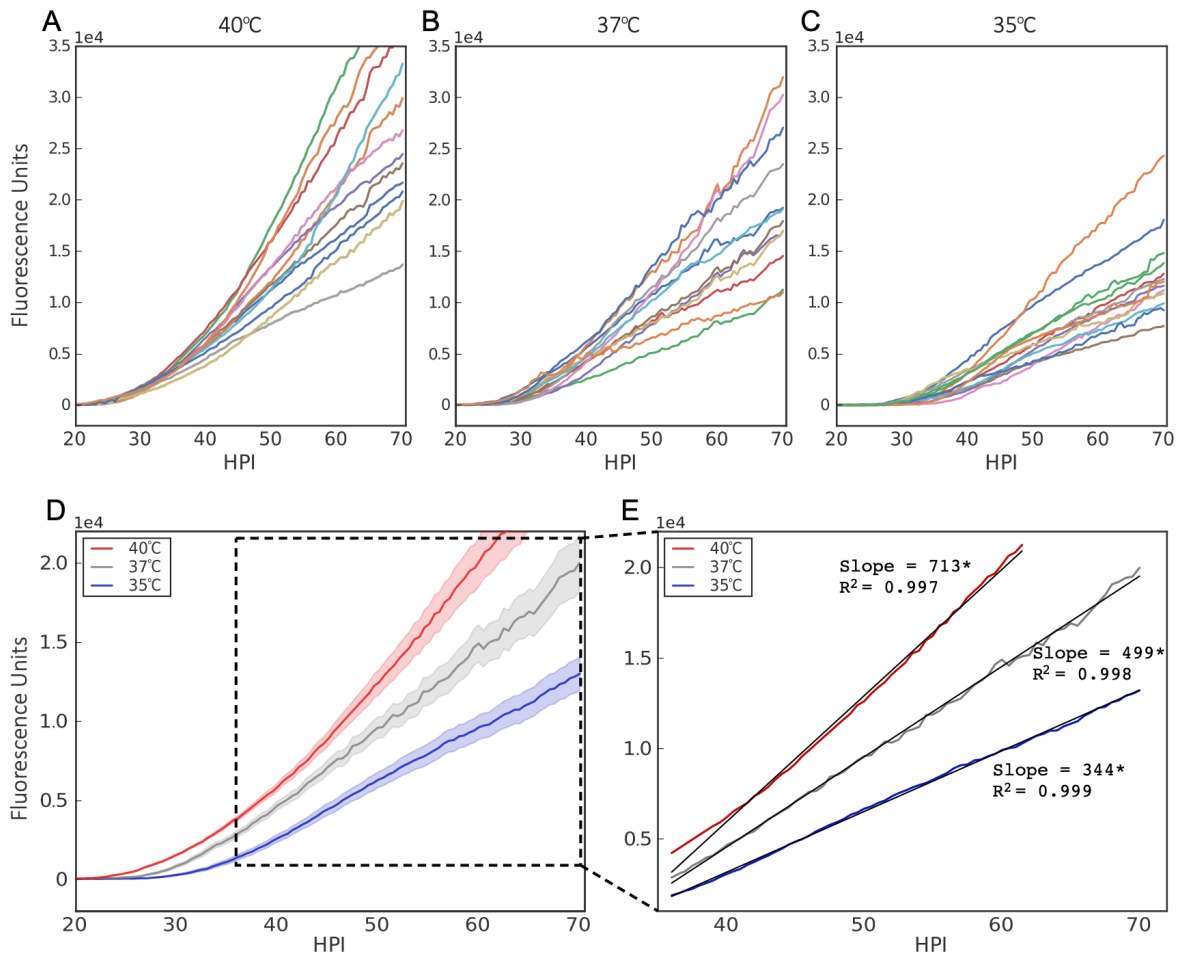 A 40℃ B 37℃ C 35℃
1e4 1e4 1e4
3.5 3.5 3.5
3.0 3.0 3.0
2.5 2.5 2.5
2.0 2.0 2.0
1.5 1.5 1.5
1.0 1.0 1.0
0.5 0.5 0.5
0 0 0
Fluorescence Units
20 30 40 50 60 70 20 30 40 50 60 70 20 30 40 50 60 70
HPI HPI HPI
D
1e4
40℃
37℃
35℃
2.0
1.5
1.0
0.5
0
Fluorescence Units
20 30 40 50 60 70
HPI
E
1e4
40℃
37℃
35℃
Slope = 713*
R² = 0.997
Slope = 499*
R² = 0.998
Slope = 344*
R² = 0.999
2.0
1.5
1.0
0.5
40 50 60 70
HPI